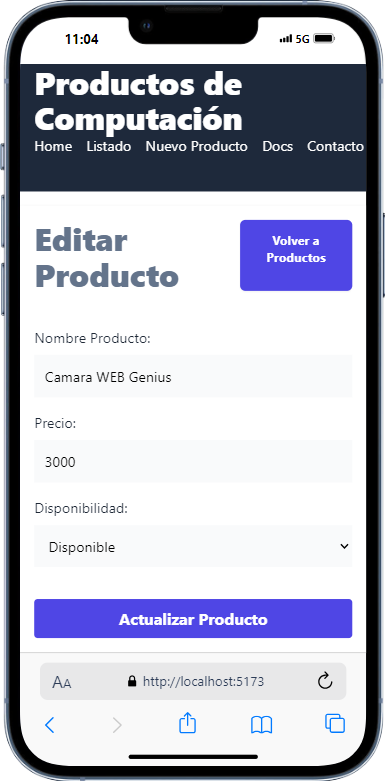 11:04
5G
Productos de
Computación
Home Listado Nuevo Producto Docs Contacto
Editar
Producto
Volver a
Productos
Nombre Producto:
Camara WEB Genius
Precio:
3000
Disponibilidad:
Disponible
Actualizar Producto
AA http://localhost:5173